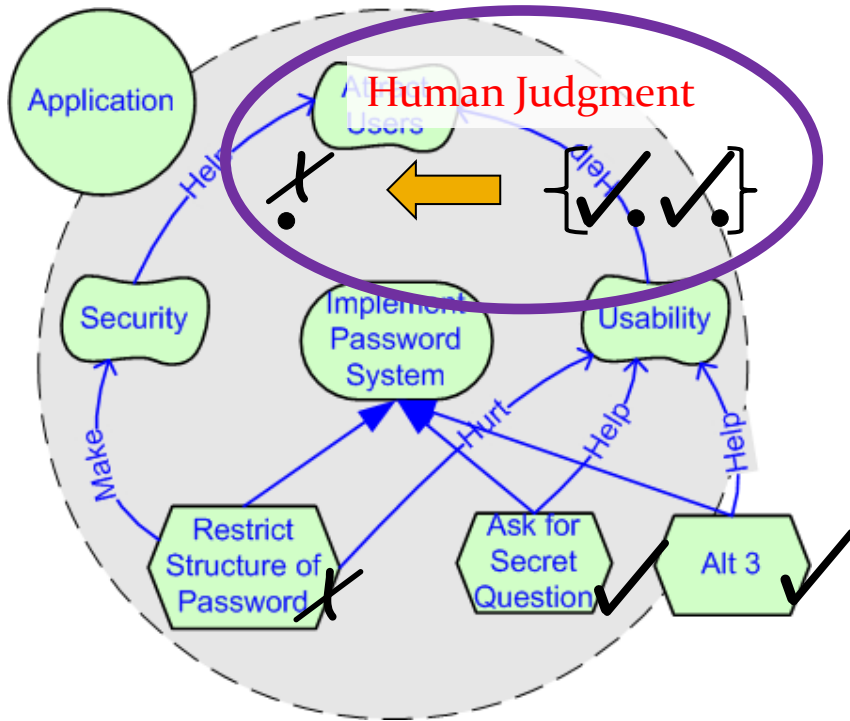 Application
Human Judgment
Attract
Users
Help
Help
Security
Implement
Password
System
Usability
Make
Hurt
Help
Help
Restrict
Structure of
Password
Ask for
Secret
Question
Alt 3